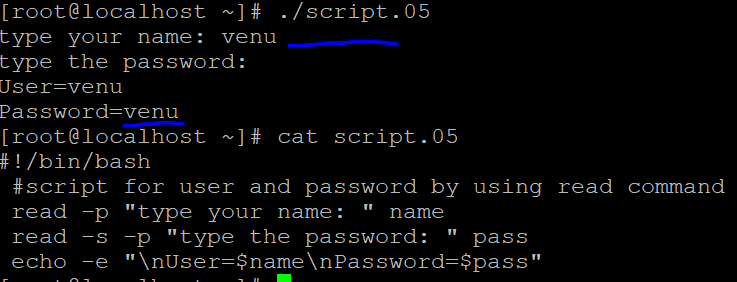 [root@localhost ~]# ./script.05
type your name: venu
type the password:
User=venu
Password=venu
[root@localhost ~]# cat script.05
#!/bin/bash
 #script for user and password by using read command
 read -p "type your name: " name
 read -s -p "type the password: " pass
 echo -e "\nUser=$name\nPassword=$pass"